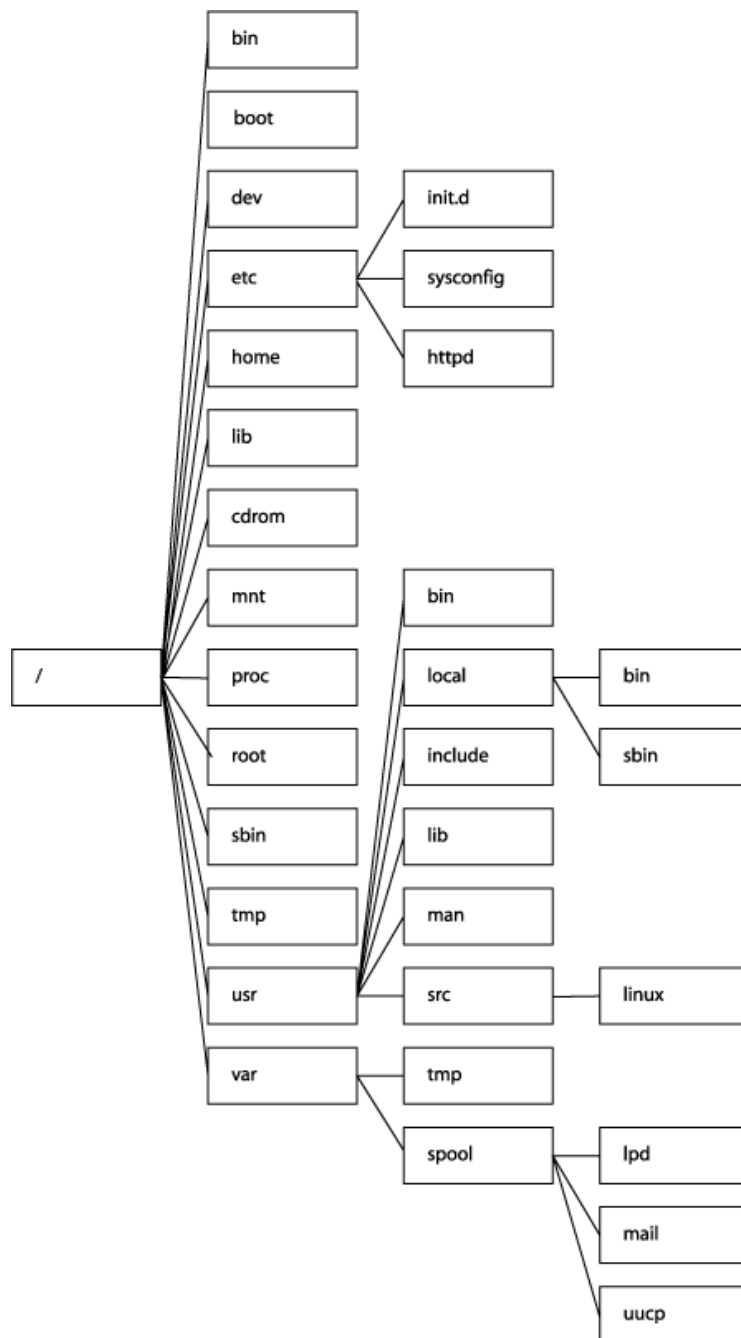 bin
boot
dev
init.d
etc
sysconfig
home
httpd
lib
cdrom
mnt
bin
/
proc
local
bin
root
include
sbin
sbin
lib
tmp
man
usr
src
linux
var
tmp
spool
lpd
mail
uucp